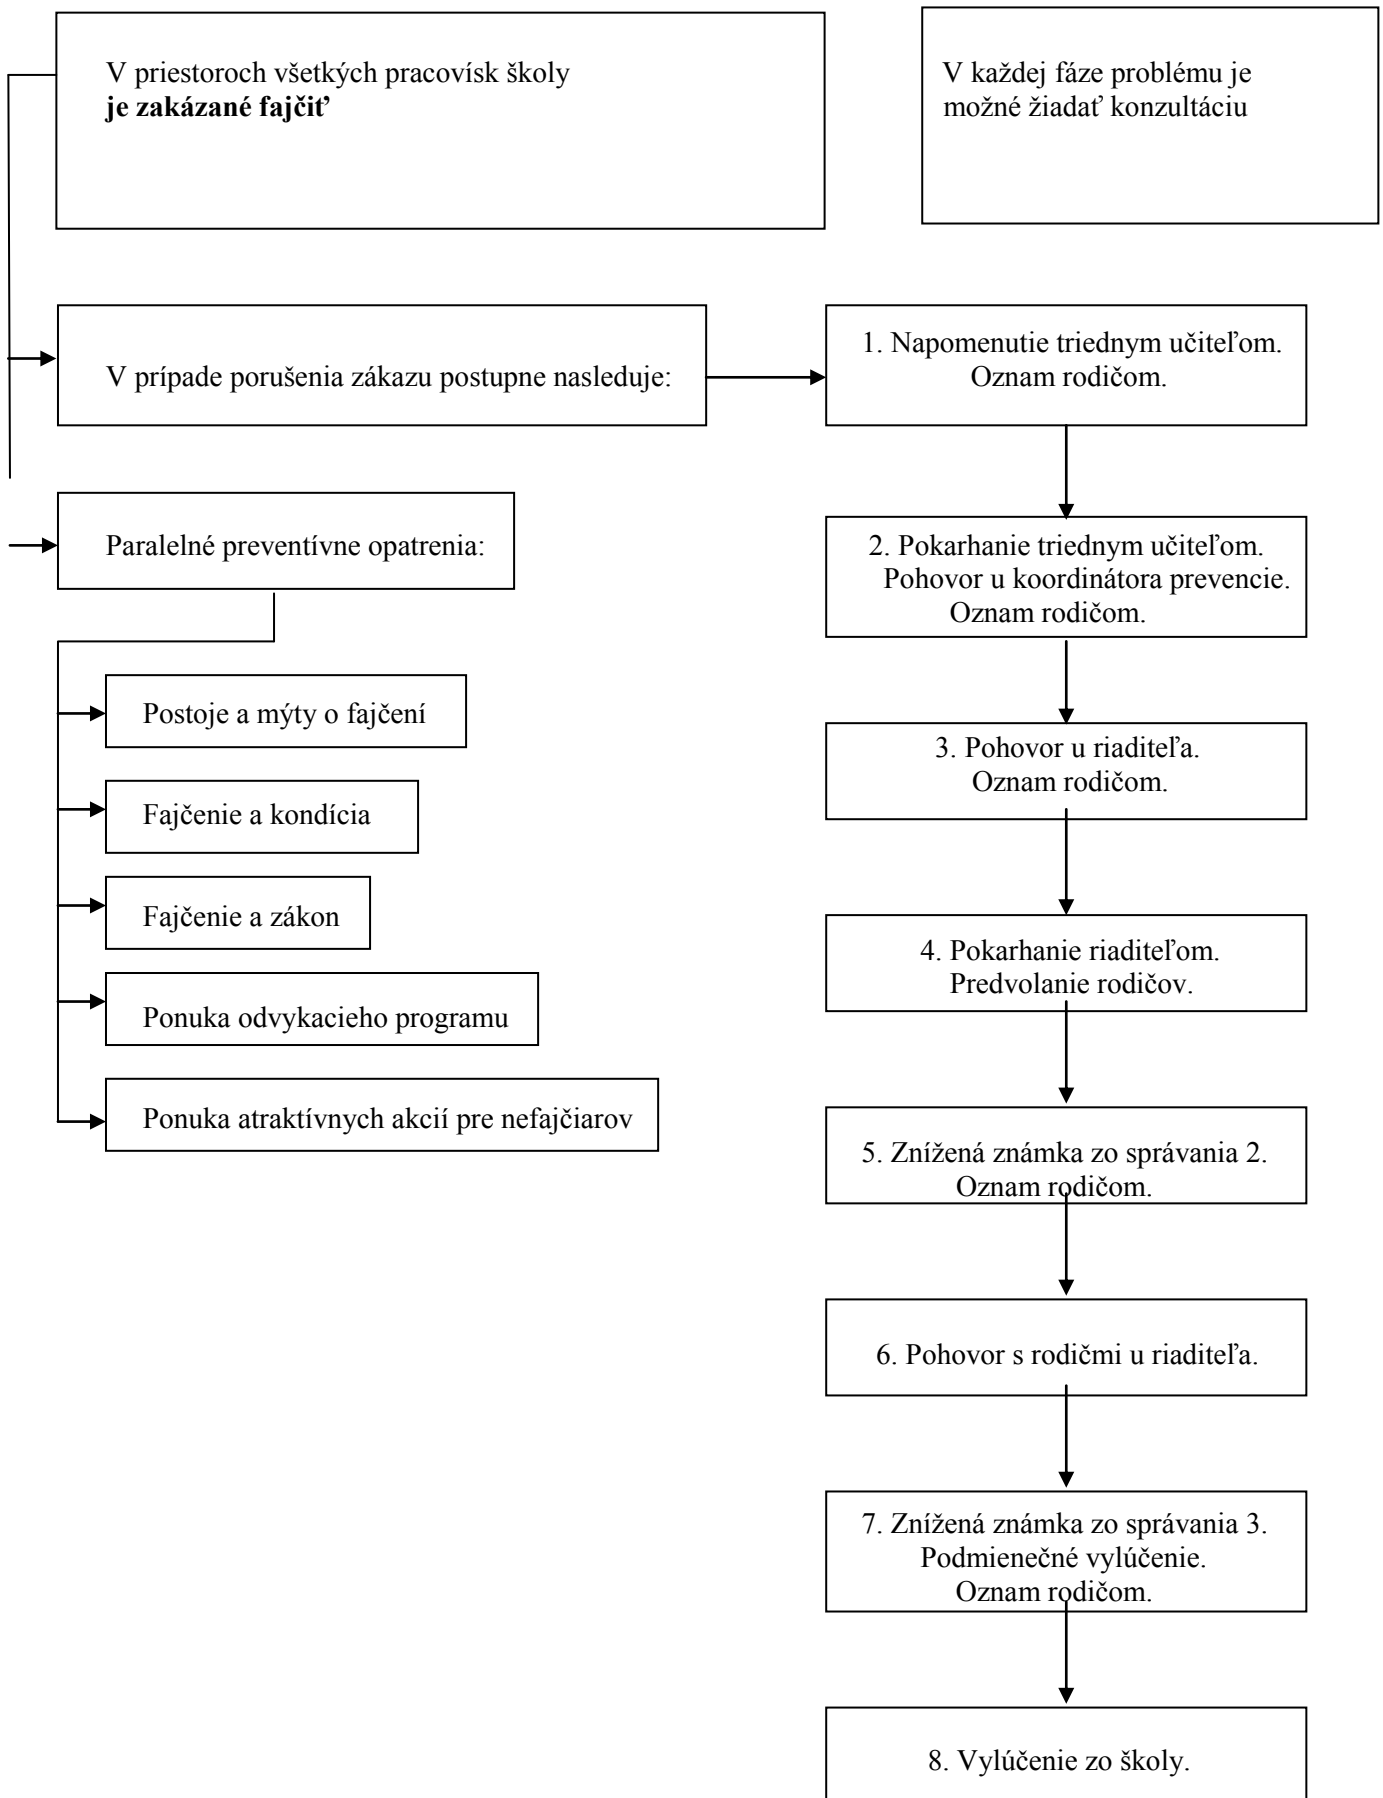 V priestoroch všetkých pracovísk školy
je zakázané fajčiť
V každej fáze problému je
možné žiadať konzultáciu
V prípade porušenia zákazu postupne nasleduje:
1. Napomenutie triednym učiteľom.
Oznam rodičom.
Paralelné preventívne opatrenia:
2. Pokarhanie triednym učiteľom.
Pohovor u koordinátora prevencie.
Oznam rodičom.
Postoje a mýty o fajčení
Fajčenie a kondícia
Fajčenie a zákon
Ponuka odvykacieho programu
Ponuka atraktívnych akcií pre nefajčiarov
3. Pohovor u riaditeľa.
Oznam rodičom.
4. Pokarhanie riaditeľom.
Predvolanie rodičov.
5. Znížená známka zo správania 2.
Oznam rodičom.
6. Pohovor s rodičmi u riaditeľa.
7. Znížená známka zo správania 3.
Podmienečné vylúčenie.
Oznam rodičom.
8. Vylúčenie zo školy.